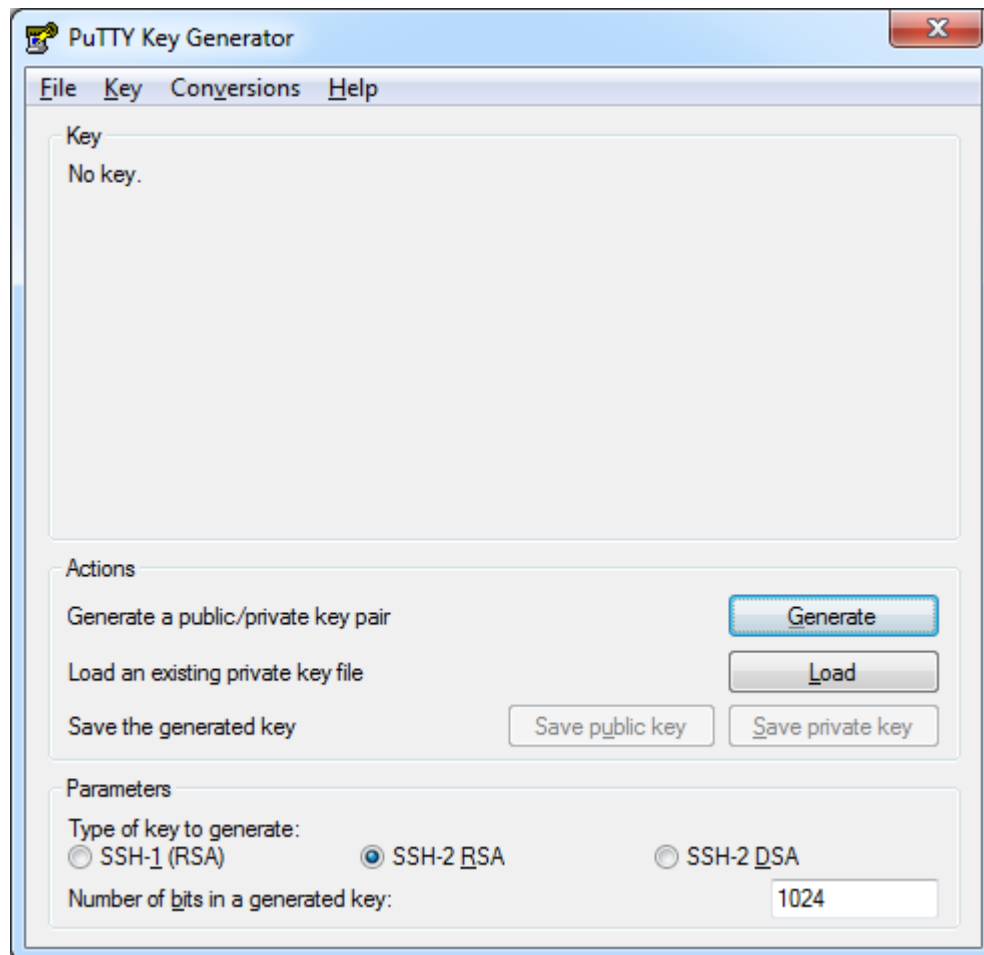 PuTTY Key Generator
File Key Conversions Help
Key
No key.
Actions
Generate a public/private key pair Generate
Load an existing private key file Load
Save the generated key Save public key Save private key
Parameters
Type of key to generate:
SSH-1 (RSA) SSH-2 RSA SSH-2 DSA
Number of bits in a generated key: 1024